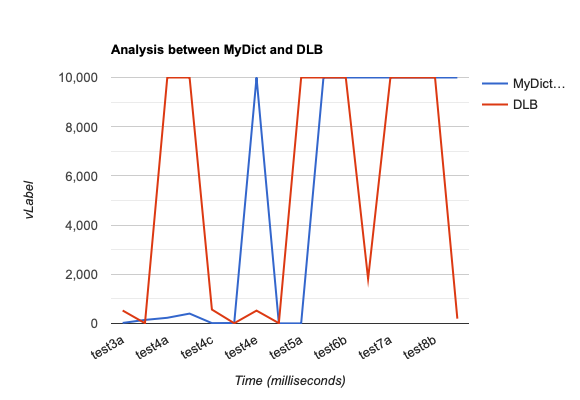 Analysis between MyDict and DLB
10,000
8,000
6,000
4,000
2,000
0
vLabel
test3a
test4a
test4c
test4e
test5a
test6b
test7a
test8b
Time (milliseconds)
MyDict…
DLB